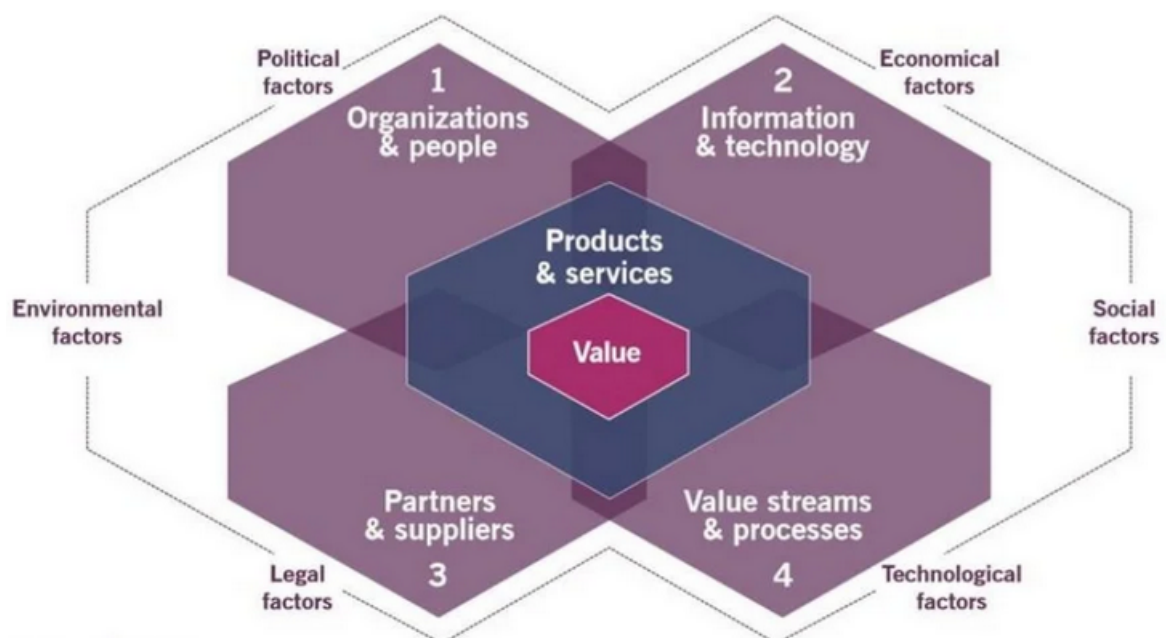 Political
factors
Economical
factors
1
Organizations
& people
2
Information
& technology
Products
& services
Environmental
factors
Value
Social
factors
Partners
& suppliers
3
Value streams
& processes
4
Legal
factors
Technological
factors